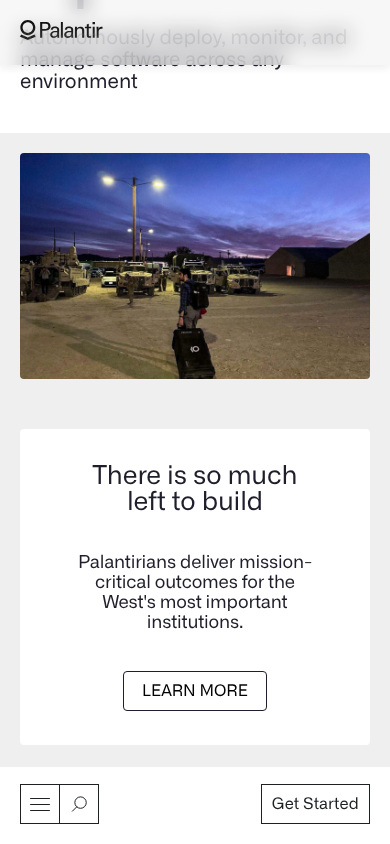 Palantir
Autonomously deploy, monitor, and
manage software across any
environment
There is so much
left to build
Palantirians deliver mission-
critical outcomes for the
West's most important
institutions.
LEARN MORE
Get Started